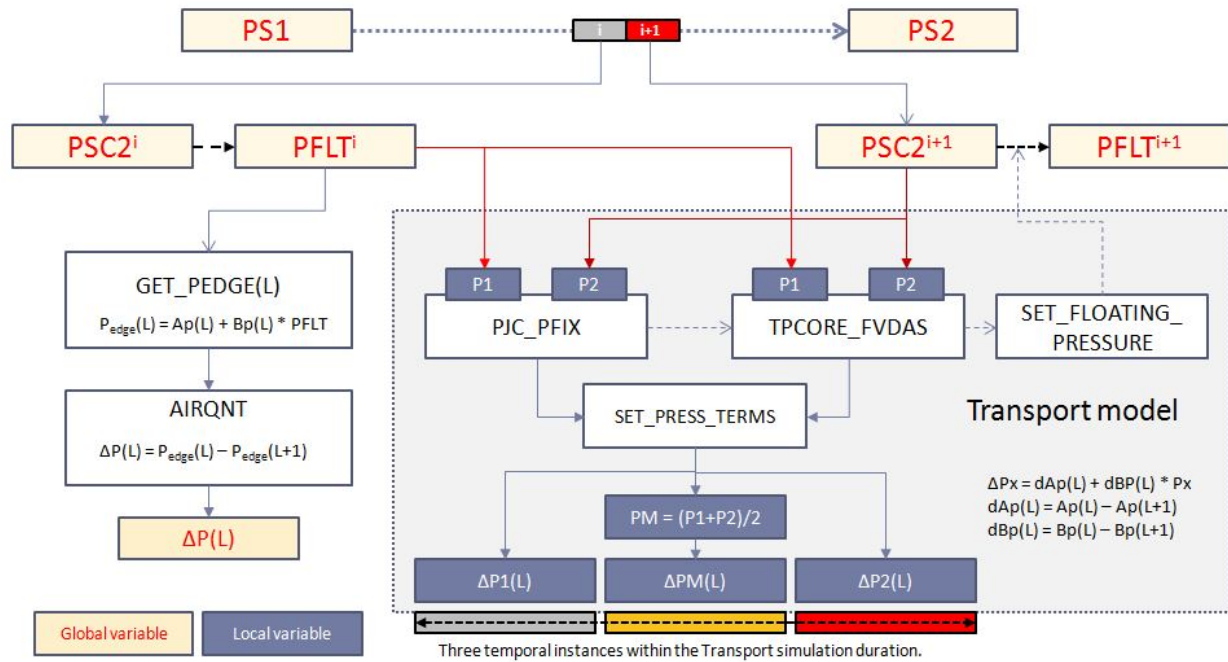 PS1
i
i+1
PS2
PSC2ⁱ
PFLTⁱ
PSC2ⁱ⁺¹
PFLTⁱ⁺¹
GET_PEDGE(L)
Pedge(L) = Ap(L) + Bp(L) * PFLT
AIRQNT
ΔP(L) = Pedge(L) – Pedge(L+1)
ΔP(L)
P1
P2
PJC_PFIX
P1
P2
TPCORE_FVDAS
SET_FLOATING_
PRESSURE
SET_PRESS_TERMS
Transport model
ΔPx = dAp(L) + dBP(L) * Px
dAp(L) = Ap(L) – Ap(L+1)
dBp(L) = Bp(L) – Bp(L+1)
PM = (P1+P2)/2
ΔP1(L)
ΔPM(L)
ΔP2(L)
Global variable
Local variable
Three temporal instances within the Transport simulation duration.